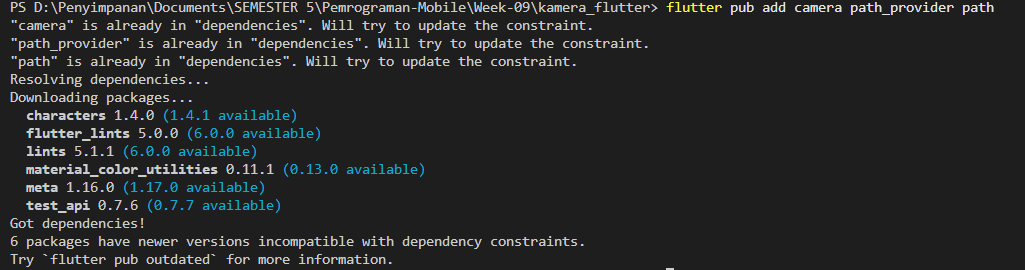 PS D:\Penyimpanan\Documents\SEMESTER 5\Pemrograman-Mobile\Week-09\kamera_flutter> flutter pub add camera path_provider path
"camera" is already in "dependencies". Will try to update the constraint.
"path_provider" is already in "dependencies". Will try to update the constraint.
"path" is already in "dependencies". Will try to update the constraint.
Resolving dependencies...
Downloading packages...
  characters 1.4.0 (1.4.1 available)
  flutter_lints 5.0.0 (6.0.0 available)
  lints 5.1.1 (6.0.0 available)
  material_color_utilities 0.11.1 (0.13.0 available)
  meta 1.16.0 (1.17.0 available)
  test_api 0.7.6 (0.7.7 available)
Got dependencies!
6 packages have newer versions incompatible with dependency constraints.
Try `flutter pub outdated` for more information.